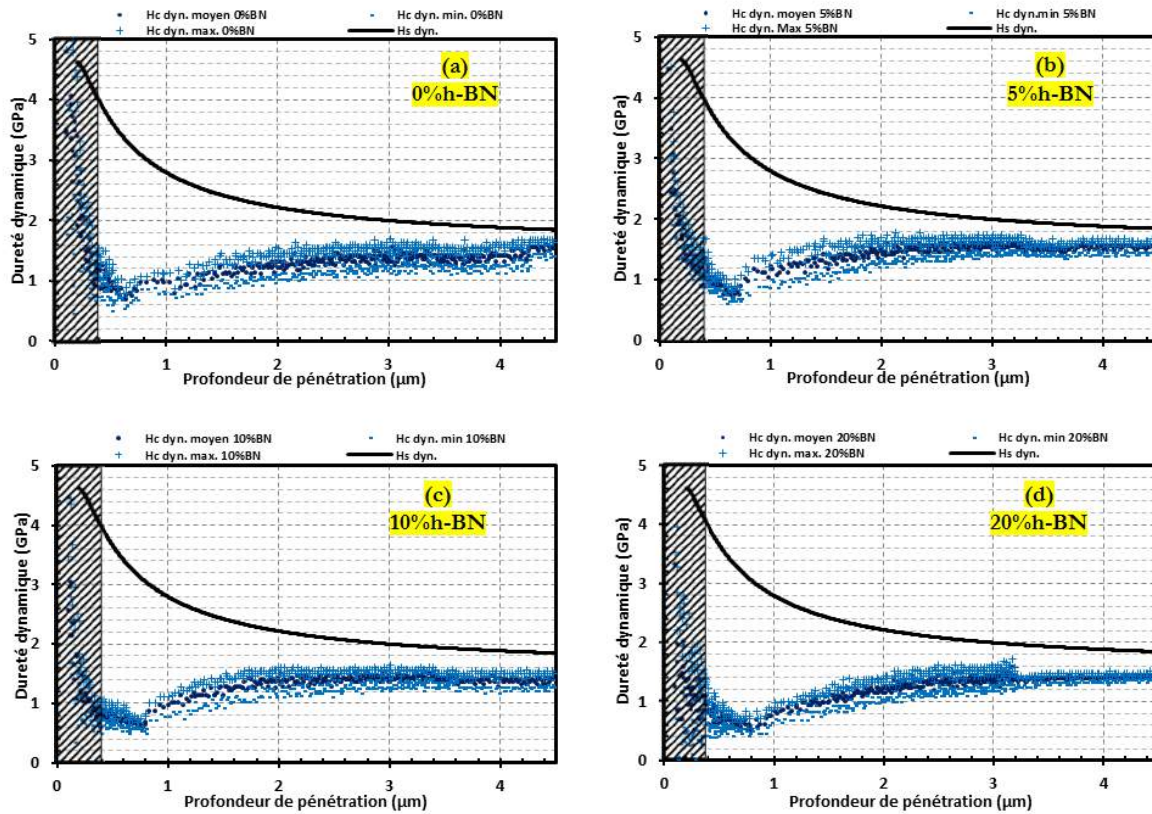 Hc dyn. moyen 0%BN
Hc dyn. min. 0%BN
Hc dyn. max. 0%BN
Hs dyn.
(a)
0%h-BN
Dureté dynamique (GPa)
5
4
3
2
1
0
0 1 2 3 4
Profondeur de pénétration (µm)
Hc dyn. moyen 5%BN
Hc dyn.min 5%BN
Hc dyn. Max 5%BN
Hs dyn.
(b)
5%h-BN
Dureté dynamique (GPa)
5
4
3
2
1
0
0 1 2 3 4
Profondeur de pénétration (µm)
Hc dyn. moyen 10%BN
Hc dyn. min 10%BN
Hc dyn. max. 10%BN
Hs dyn.
(c)
10%h-BN
Dureté dynamique (GPa)
5
4
3
2
1
0
0 1 2 3 4
Profondeur de pénétration (µm)
Hc dyn. moyen 20%BN
Hc dyn. min 20%BN
Hc dyn. max. 20%BN
Hs dyn.
(d)
20%h-BN
Dureté dynamique (GPa)
5
4
3
2
1
0
0 1 2 3 4
Profondeur de pénétration (µm)